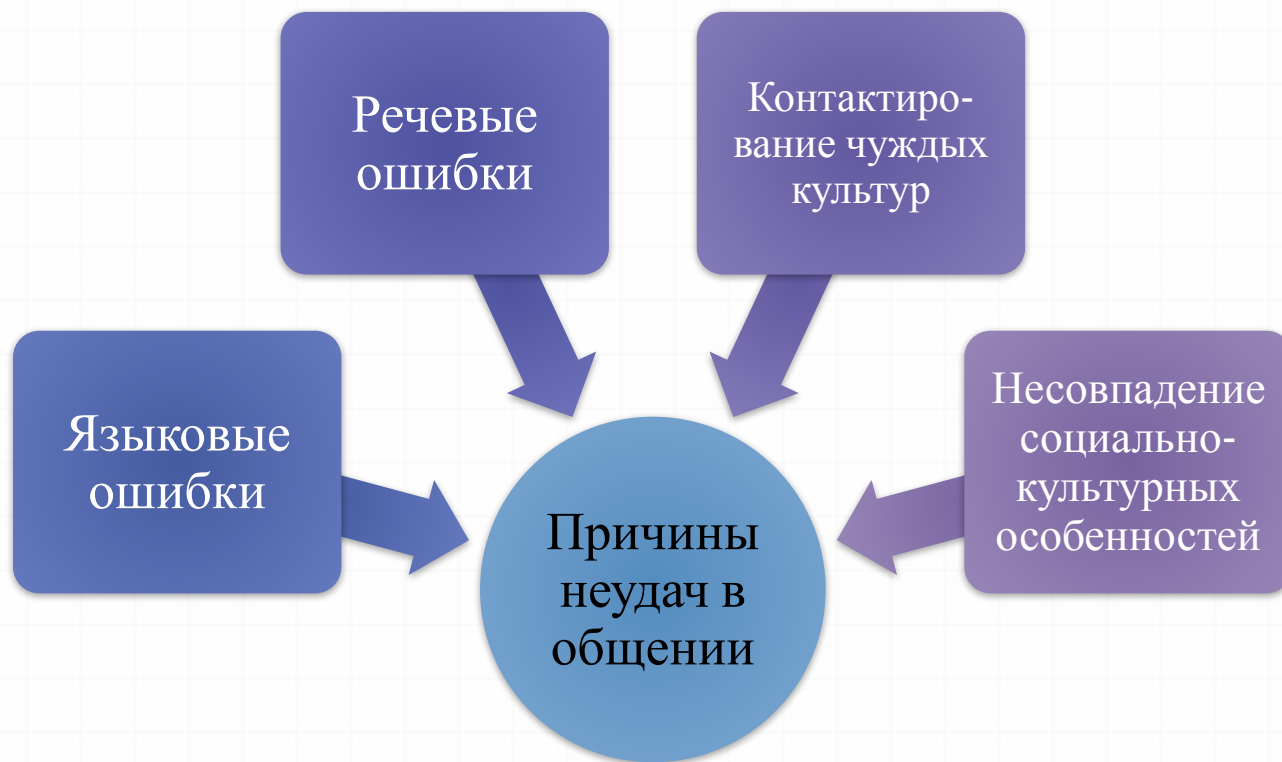 Речевые
ошибки
Контактиро-
вание чуждых
культур
Языковые
ошибки
Несовпадение
социально-
культурных
особенностей
Причины
неудач в
общении